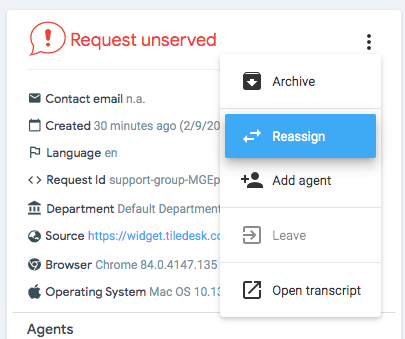 Request unserved
Archive
Contact email n.a.
Created 30 minutes ago (2/9/20
Reassign
Language en
Request Id support-group-MGEp
Add agent
Department Default Department
Source https://widget.tiledesk.co
Leave
Browser Chrome 84.0.4147.135
Operating System Mac OS 10.13
Open transcript
Agents